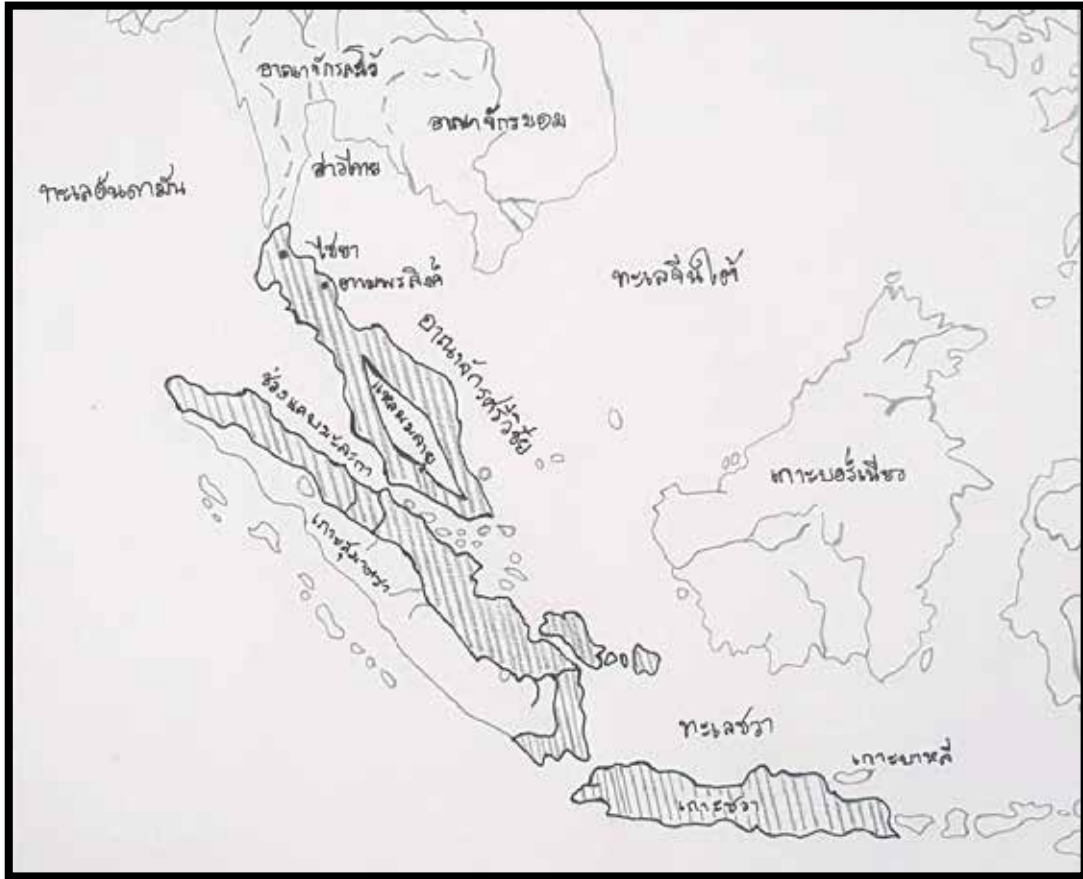 อาณาจักรละโว้
อาณาจักรขอม
อ่าวไทย
ทะเลอันดามัน
ไชยา
ตามพรลิงค์
ทะเลจีนใต้
อาณาจักรศรีวิชัย
ช่องแคบมะละกา
แหลมมลายู
เกาะบอร์เนียว
เกาะสุมาตรา
ทะเลชวา
เกาะบาหลี
เกาะชวา